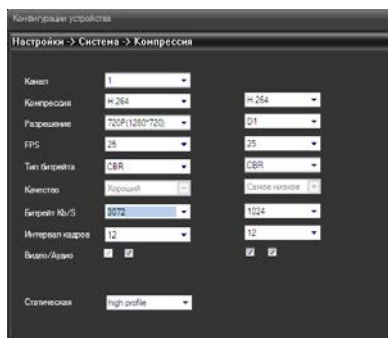 Конфигурации устройства
Настройки -> Система -> Компрессия
Канал 1
Компрессия H.264 H.264
Разрешение 720P(1280*720) D1
FPS 25 25
Тип битрейта CBR CBR
Качество Хороший Самое низкое
Битрейт Kb/S 3072 1024
Интервал кадров 12 12
Видео/Аудио
Статическая high profile